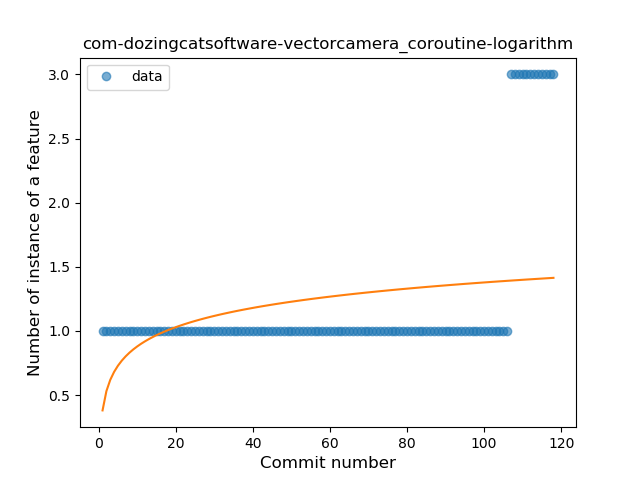 com-dozingcatsoftware-vectorcamera_coroutine-logarithm
data
Number of instance of a feature
3.0
2.5
2.0
1.5
1.0
0.5
0 20 40 60 80 100 120
Commit number